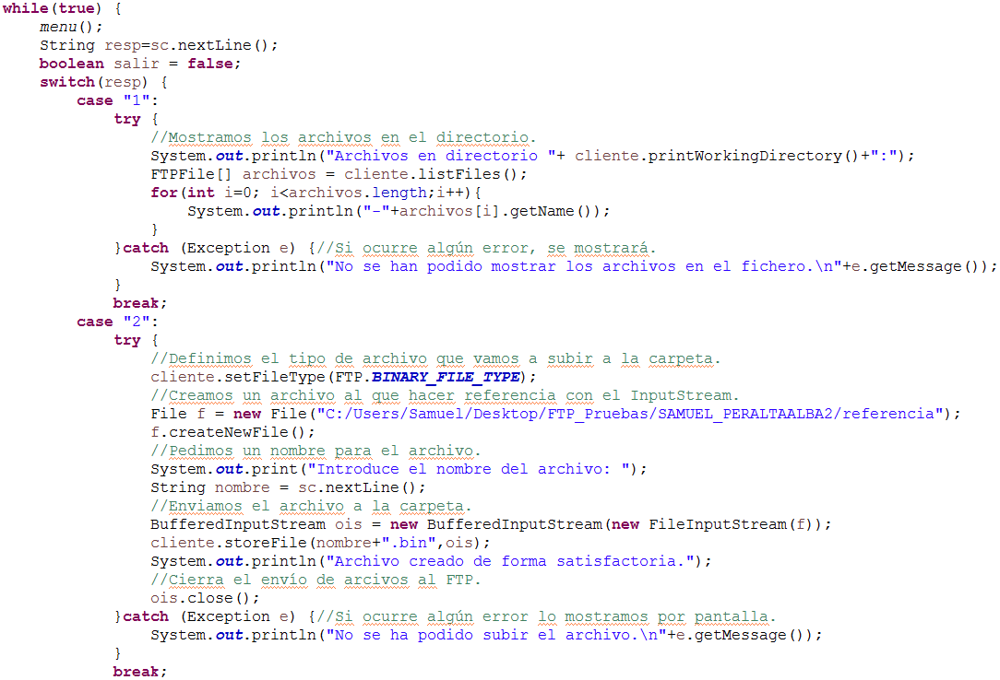 while(true) {
    menu();
    String resp=sc.nextLine();
    boolean salir = false;
    switch(resp) {
        case "1":
            try {
                //Mostramos los archivos en el directorio.
                System.out.println("Archivos en directorio "+ cliente.printWorkingDirectory()+":");
                FTPFile[] archivos = cliente.listFiles();
                for(int i=0; i<archivos.length;i++){
                    System.out.println("-"+archivos[i].getName());
                }
            }catch (Exception e) {//Si ocurre algún error, se mostrará.
                System.out.println("No se han podido mostrar los archivos en el fichero.\n"+e.getMessage());
            }
            break;
        case "2":
            try {
                //Definimos el tipo de archivo que vamos a subir a la carpeta.
                cliente.setFileType(FTP.BINARY_FILE_TYPE);
                //Creamos un archivo al que hacer referencia con el InputStream.
                File f = new File("C:/Users/Samuel/Desktop/FTP_Pruebas/SAMUEL_PERALTAALBA2/referencia");
                f.createNewFile();
                //Pedimos un nombre para el archivo.
                System.out.print("Introduce el nombre del archivo: ");
                String nombre = sc.nextLine();
                //Enviamos el archivo a la carpeta.
                BufferedInputStream ois = new BufferedInputStream(new FileInputStream(f));
                cliente.storeFile(nombre+".bin",ois);
                System.out.println("Archivo creado de forma satisfactoria.");
                //Cierra el envío de arcivos al FTP.
                ois.close();
            }catch (Exception e) {//Si ocurre algún error lo mostramos por pantalla.
                System.out.println("No se ha podido subir el archivo.\n"+e.getMessage());
            }
            break;